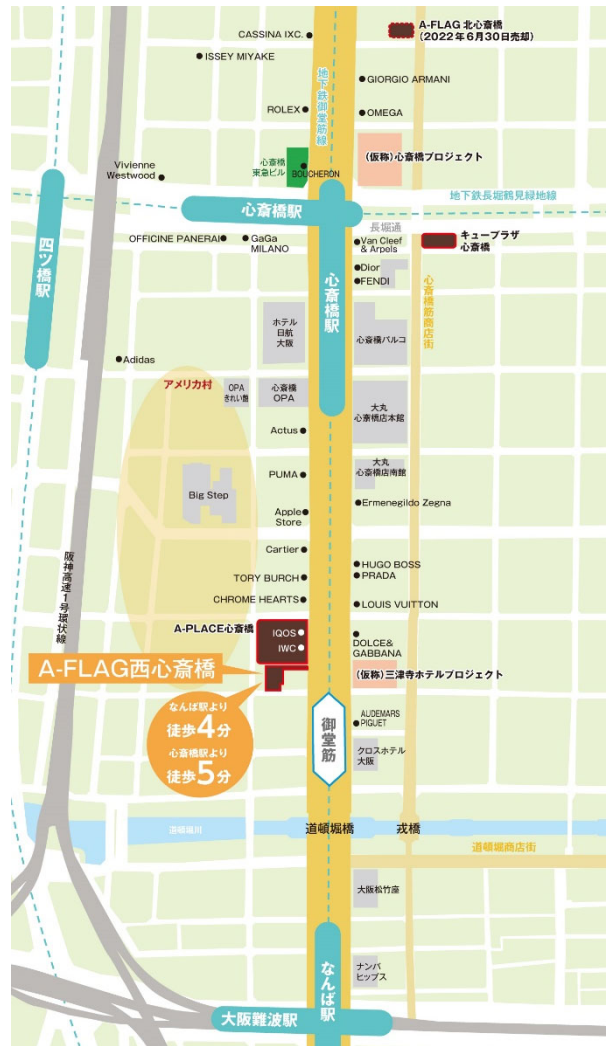 A-FLAG 北心斎橋
(2022年6月30日売却)
CASSINA IXC.
ISSEY MIYAKE
地下鉄御堂筋線
GIORGIO ARMANI
ROLEX
OMEGA
心斎橋
東急ビル
BOUCHERON
(仮称)心斎橋プロジェクト
Vivienne
Westwood
地下鉄長堀鶴見緑地線
心斎橋駅
長堀通
四ツ橋駅
OFFICINE PANERAI
GaGa
MILANO
Van Cleef
& Arpels
キュープラザ
心斎橋
Dior
FENDI
心斎橋駅
心斎橋筋商店街
ホテル
日航
大阪
心斎橋パルコ
Adidas
アメリカ村
OPA
きれい館
心斎橋
OPA
大丸
心斎橋店本館
Actus
PUMA
大丸
心斎橋店南館
Big Step
Apple
Store
Ermenegildo Zegna
阪神高速1号環状線
Cartier
HUGO BOSS
PRADA
TORY BURCH
CHROME HEARTS
LOUIS VUITTON
A-PLACE心斎橋
IQOS
IWC
DOLCE&
GABBANA
A-FLAG西心斎橋
(仮称)三津寺ホテルプロジェクト
なんば駅より
徒歩4分
心斎橋駅より
徒歩5分
御堂筋
AUDEMARS
PIGUET
クロスホテル
大阪
道頓堀川
道頓堀橋
戎橋
道頓堀商店街
大阪松竹座
なんば駅
ナンバ
ヒップス
大阪難波駅